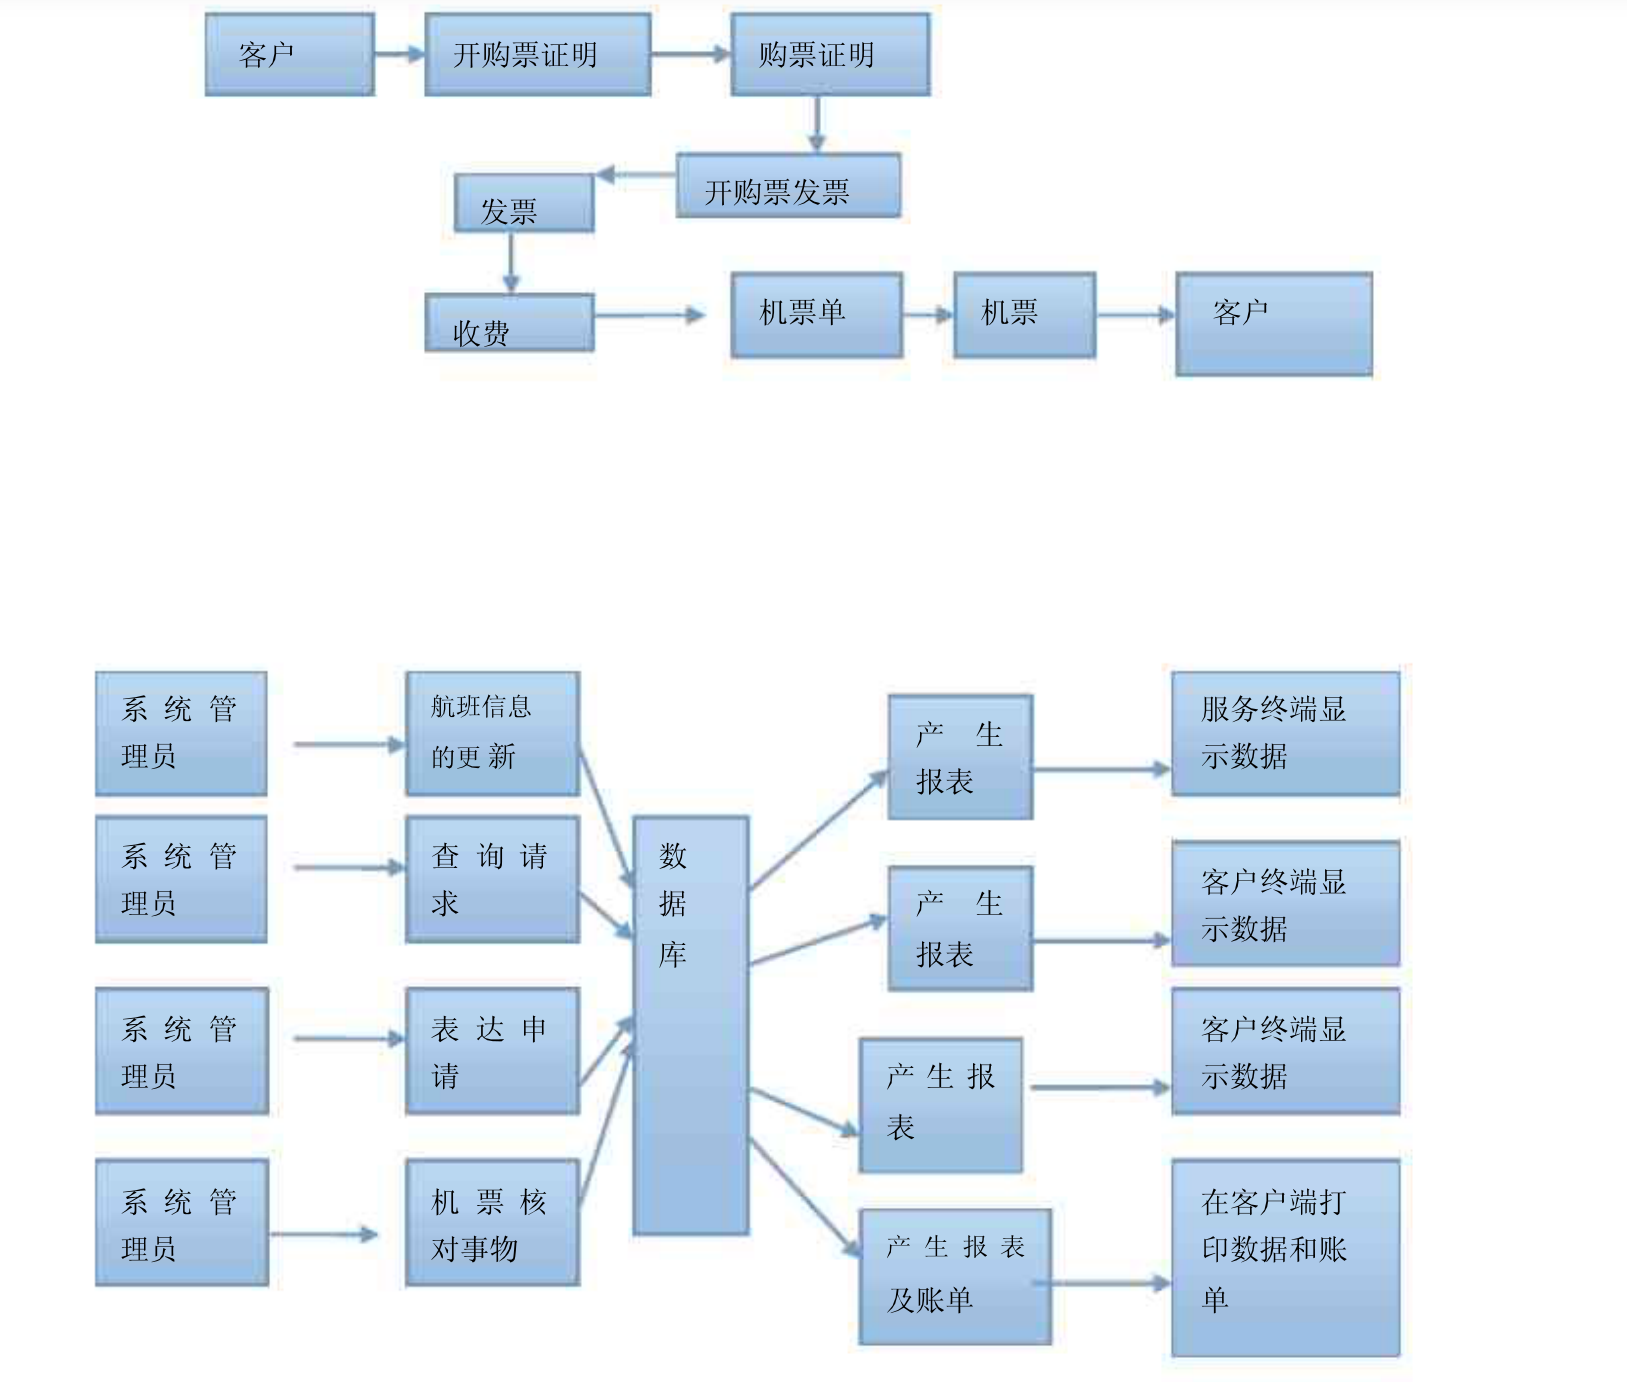 客户
开购票证明
购票证明
开购票发票
发票
收费
机票单
机票
客户
系统管
理员
航班信息
的更新
系统管
理员
查询请
求
系统管
理员
表达申
请
系统管
理员
机票核
对事物
数
据
库
产生
报表
产生
报表
产生报
表
产生报表
及账单
服务终端显
示数据
客户终端显
示数据
客户终端显
示数据
在客户端打
印数据和账
单